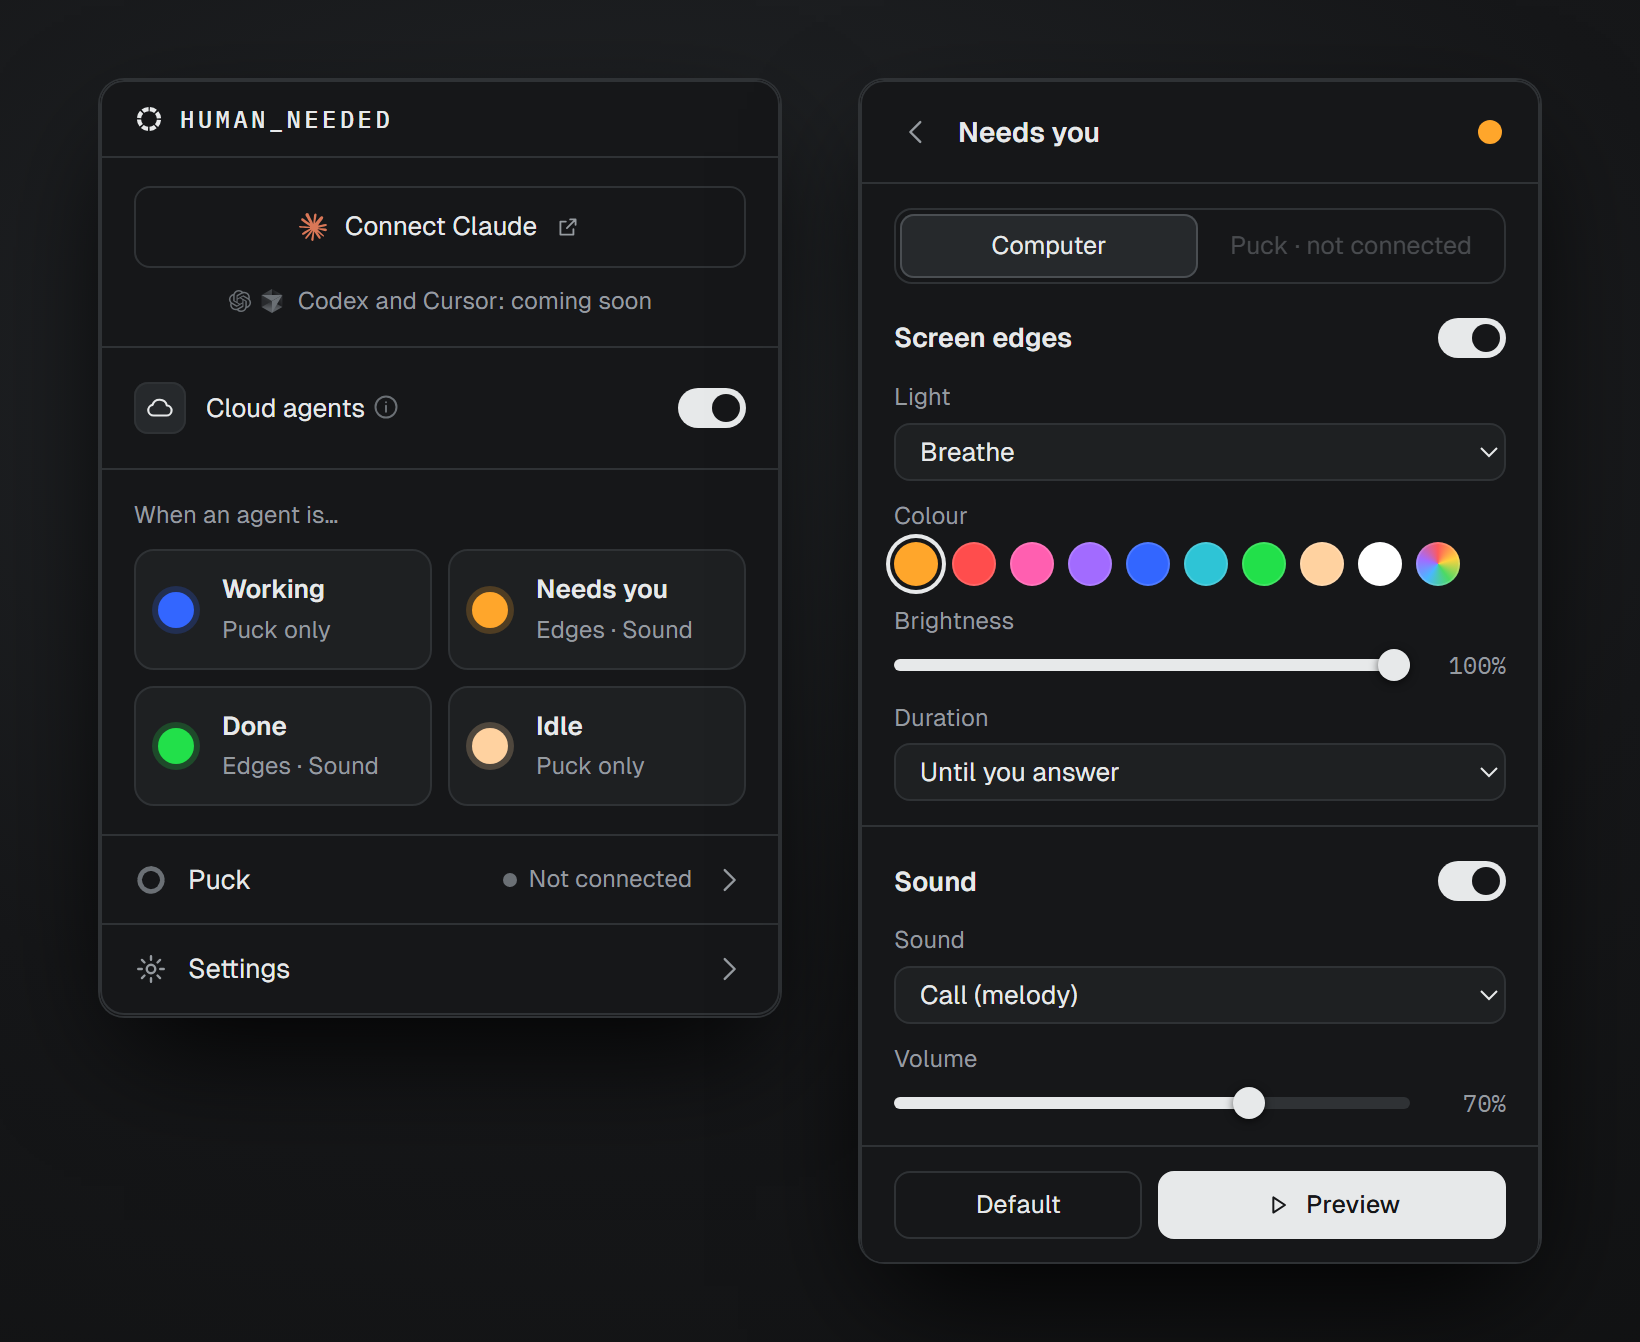 HUMAN_NEEDED
Connect Claude
Codex and Cursor: coming soon
Cloud agents
When an agent is...
Working
Puck only
Needs you
Edges · Sound
Done
Edges · Sound
Idle
Puck only
Puck
Not connected
Settings
Needs you
Computer
Puck · not connected
Screen edges
Light
Breathe
Colour
Brightness
100%
Duration
Until you answer
Sound
Sound
Call (melody)
Volume
70%
Default
Preview